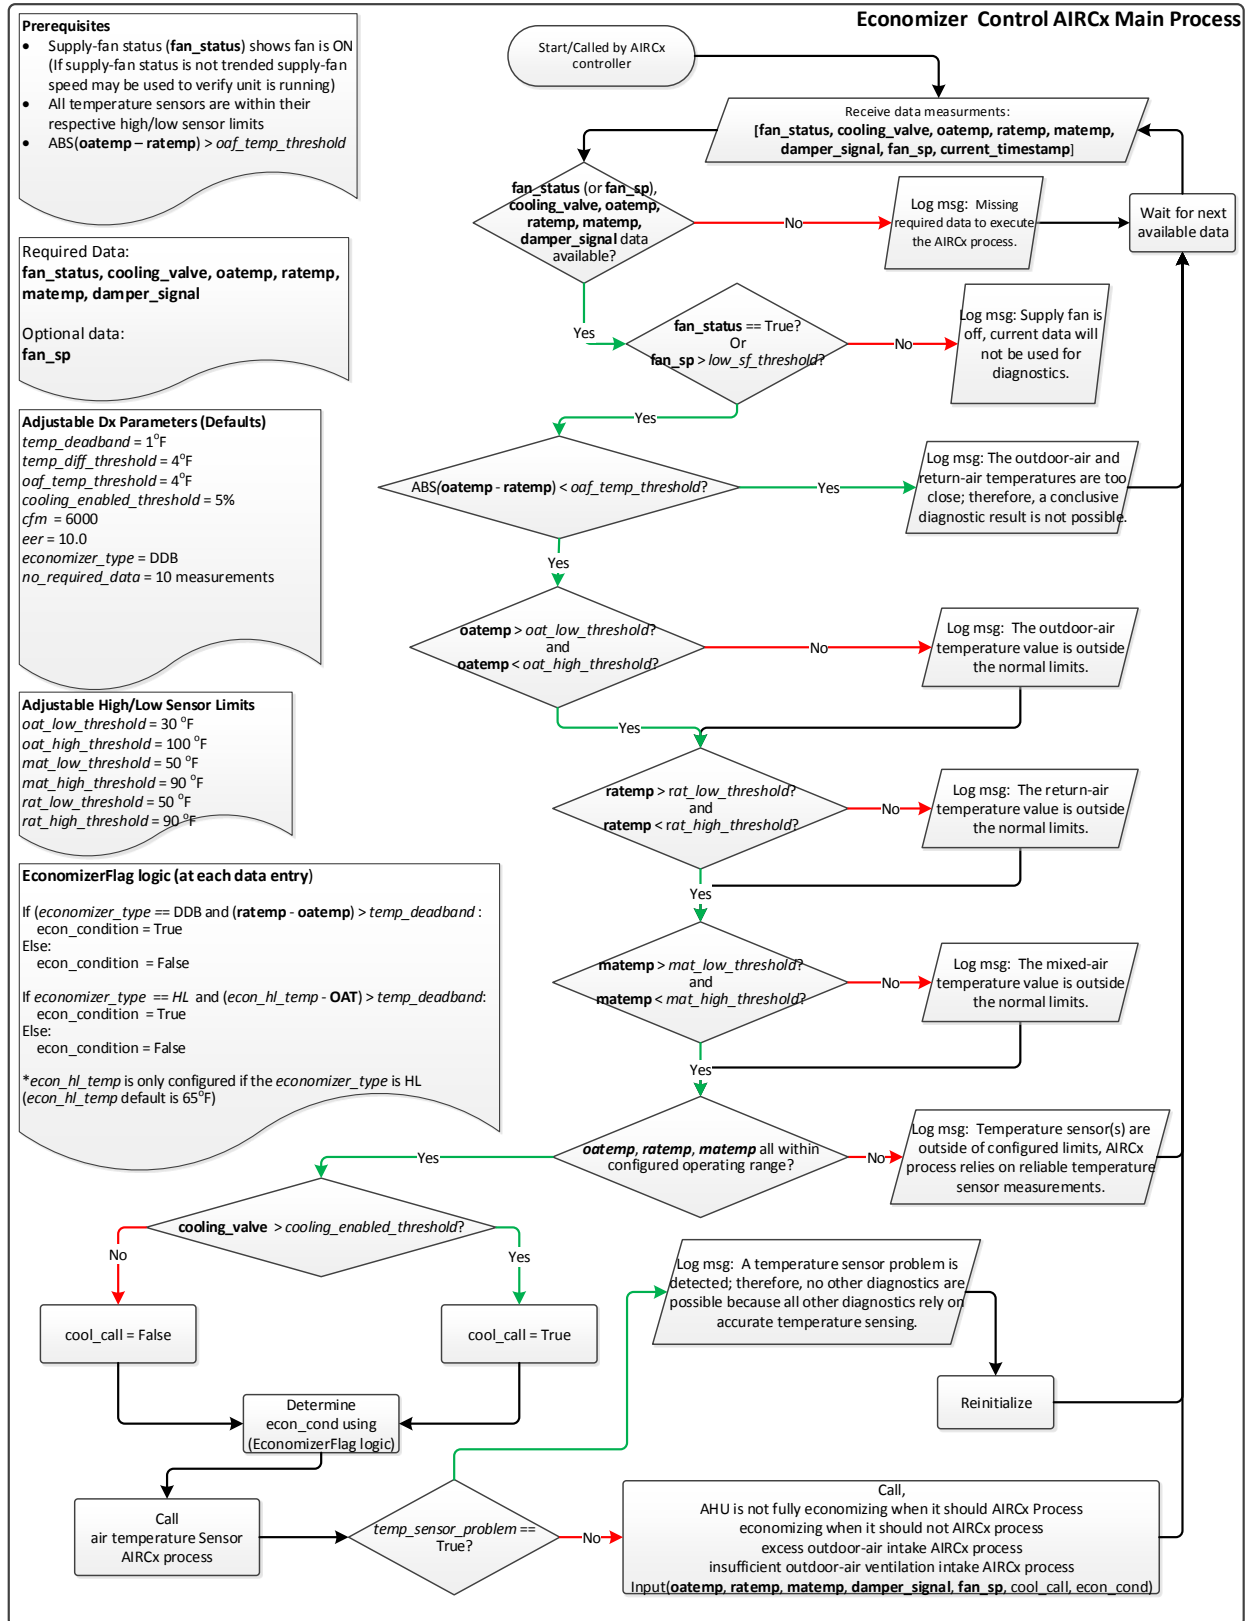 Economizer Control AIRCx Main Process
Prerequisites
• Supply-fan status (fan_status) shows fan is ON
(If supply-fan status is not trended supply-fan
speed may be used to verify unit is running)
• All temperature sensors are within their
respective high/low sensor limits
• ABS(oatemp – ratemp) > oaf_temp_threshold
Required Data:
fan_status, cooling_valve, oatemp, ratemp,
matemp, damper_signal
Optional data:
fan_sp
Adjustable Dx Parameters (Defaults)
temp_deadband = 1°F
temp_diff_threshold = 4°F
oaf_temp_threshold = 4°F
cooling_enabled_threshold = 5%
cfm = 6000
eer = 10.0
economizer_type = DDB
no_required_data = 10 measurements
Adjustable High/Low Sensor Limits
oat_low_threshold = 30 °F
oat_high_threshold = 100 °F
mat_low_threshold = 50 °F
mat_high_threshold = 90 °F
rat_low_threshold = 50 °F
rat_high_threshold = 90 °F
EconomizerFlag logic (at each data entry)
If (economizer_type == DDB and (ratemp - oatemp) > temp_deadband :
econ_condition = True
Else:
econ_condition = False
If economizer_type == HL and (econ_hl_temp - OAT) > temp_deadband:
econ_condition = True
Else:
econ_condition = False
*econ_hl_temp is only configured if the economizer_type is HL
(econ_hl_temp default is 65°F)
Start/Called by AIRCx
controller
Receive data measurments:
[fan_status, cooling_valve, oatemp, ratemp, matemp,
damper_signal, fan_sp, current_timestamp]
fan_status (or fan_sp),
cooling_valve, oatemp,
ratemp, matemp,
damper_signal data
available?
No
Log msg: Missing
required data to execute
the AIRCx process.
Wait for next
available data
Yes
fan_status == True?
Or
fan_sp > low_sf_threshold?
No
Log msg: Supply fan is
off, current data will
not be used for
diagnostics.
Yes
ABS(oatemp - ratemp) < oaf_temp_threshold?
Yes
Log msg: The outdoor-air and
return-air temperatures are too
close; therefore, a conclusive
diagnostic result is not possible.
Yes
oatemp > oat_low_threshold?
and
oatemp < oat_high_threshold?
No
Log msg: The outdoor-air
temperature value is outside
the normal limits.
Yes
ratemp > rat_low_threshold?
and
ratemp < rat_high_threshold?
No
Log msg: The return-air
temperature value is outside
the normal limits.
Yes
matemp > mat_low_threshold?
and
matemp < mat_high_threshold?
No
Log msg: The mixed-air
temperature value is outside
the normal limits.
Yes
oatemp, ratemp, matemp all within
configured operating range?
No
Log msg: Temperature sensor(s) are
outside of configured limits, AIRCx
process relies on reliable temperature
sensor measurements.
Yes
cooling_valve > cooling_enabled_threshold?
No
Yes
cool_call = False
cool_call = True
Determine
econ_cond using
(EconomizerFlag logic)
Call
air temperature Sensor
AIRCx process
temp_sensor_problem ==
True?
Log msg: A temperature sensor problem is
detected; therefore, no other diagnostics are
possible because all other diagnostics rely on
accurate temperature sensing.
Reinitialize
No
Call,
AHU is not fully economizing when it should AIRCx Process
economizing when it should not AIRCx process
excess outdoor-air intake AIRCx process
insufficient outdoor-air ventilation intake AIRCx process
Input(oatemp, ratemp, matemp, damper_signal, fan_sp, cool_call, econ_cond)